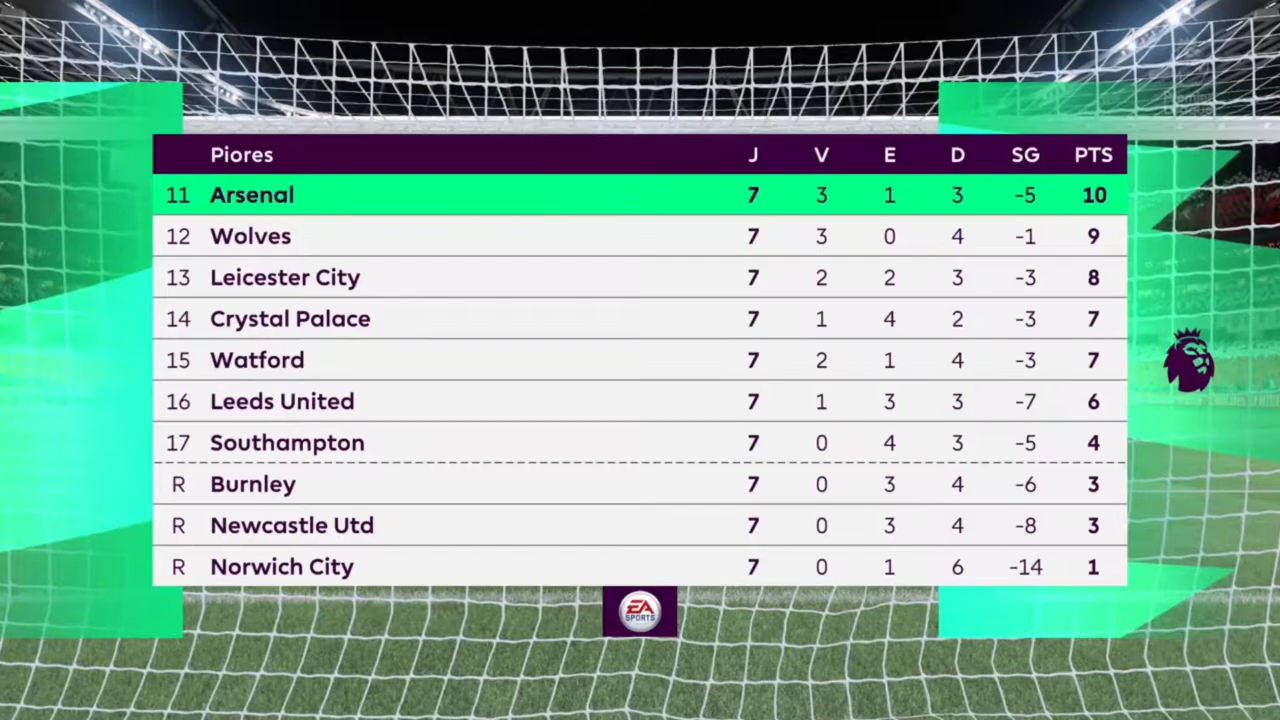 Piores J V E D SG PTS
11 Arsenal 7 3 1 3 -5 10
12 Wolves 7 3 0 4 -1 9
13 Leicester City 7 2 2 3 -3 8
14 Crystal Palace 7 1 4 2 -3 7
15 Watford 7 2 1 4 -3 7
16 Leeds United 7 1 3 3 -7 6
17 Southampton 7 0 4 3 -5 4
R Burnley 7 0 3 4 -6 3
R Newcastle Utd 7 0 3 4 -8 3
R Norwich City 7 0 1 6 -14 1
EA
SPORTS